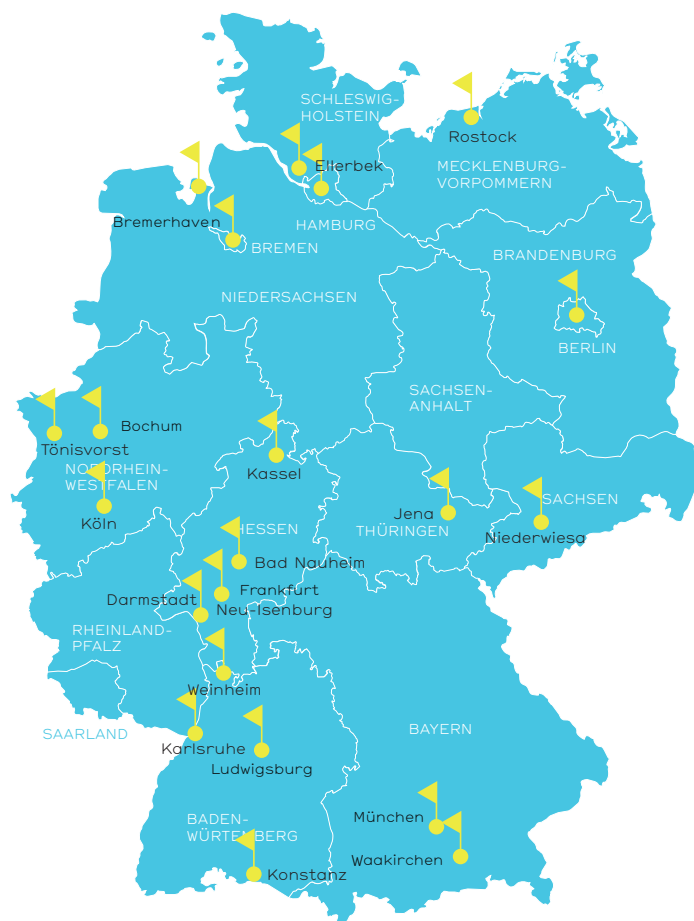 SCHLESWIG-
HOLSTEIN
Rostock
Ellerbek
MECKLENBURG-
VORPOMMERN
Bremerhaven
HAMBURG
BREMEN
BRANDENBURG
NIEDERSACHSEN
BERLIN
SACHSEN-
ANHALT
Bochum
Tönisvorst
Kassel
NORDRHEIN-
WESTFALEN
SACHSEN
Köln
Jena
HESSEN
THÜRINGEN
Niederwiesa
Bad Nauheim
Frankfurt
Darmstadt
Neu-Isenburg
RHEINLAND-
PFALZ
Weinheim
SAARLAND
BAYERN
Karlsruhe
Ludwigsburg
München
BADEN-
WÜRTTEMBERG
Waakirchen
Konstanz